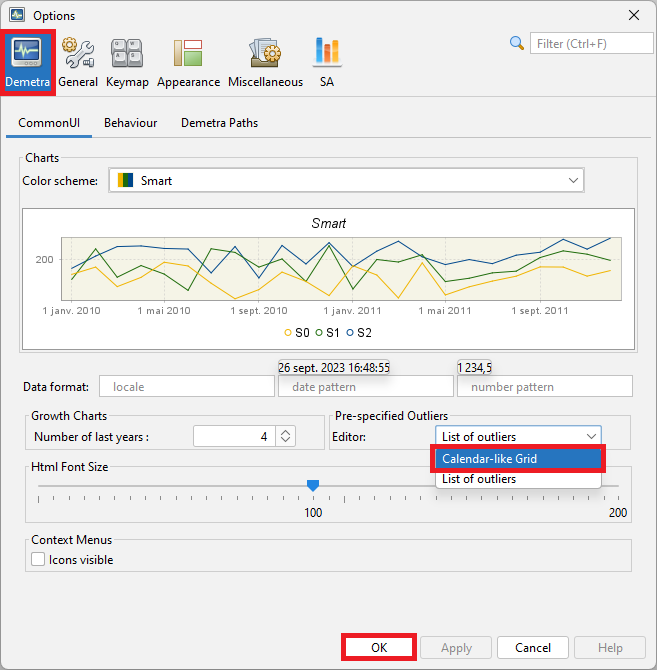 Options
Filter (Ctrl+F)
Demetra General Keymap Appearance Miscellaneous SA
CommonUI Behaviour Demetra Paths
Charts
Color scheme: Smart
Smart
200
1 janv. 2010 1 mai 2010 1 sept. 2010 1 janv. 2011 1 mai 2011 1 sept. 2011
S0 S1 S2
26 sept. 2023 16:48:55 1 234,5
Data format: locale date pattern number pattern
Growth Charts Pre-specified Outliers
Number of last years : 4 Editor: List of outliers
Calendar-like Grid
List of outliers
Html Font Size
100 200
Context Menus
Icons visible
OK Apply Cancel Help